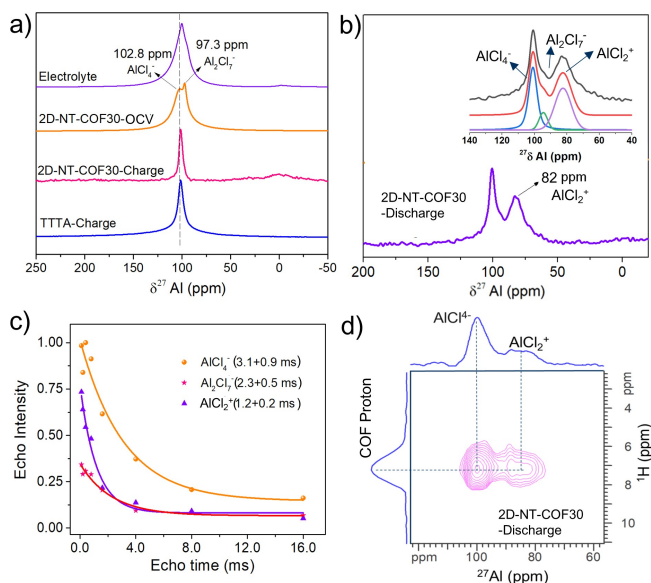 a)
102.8 ppm
AlCl₄⁻
97.3 ppm
Al₂Cl₇⁻
Electrolyte
2D-NT-COF30-OCV
2D-NT-COF30-Charge
TTTA-Charge
250 200 150 100 50 0 -50
δ²⁷ Al (ppm)
b)
AlCl₄⁻
Al₂Cl₇⁻
AlCl₂⁺
140 120 100 80 60 40
²⁷δ Al (ppm)
2D-NT-COF30
-Discharge
82 ppm
AlCl₂⁺
200 150 100 50 0
δ²⁷ Al (ppm)
c)
Echo Intensity
1.00
0.75
0.50
0.25
0.00
AlCl₄⁻ (3.1+0.9 ms)
Al₂Cl₇⁻(2.3+0.5 ms)
AlCl₂⁺(1.2+0.2 ms)
0.0 4.0 8.0 12.0 16.0
Echo time (ms)
d)
AlCl⁴⁻
AlCl₂⁺
COF Proton
ppm
4
6
8
10
¹H (ppm)
2D-NT-COF30
-Discharge
ppm 100 80 60
²⁷Al (ppm)